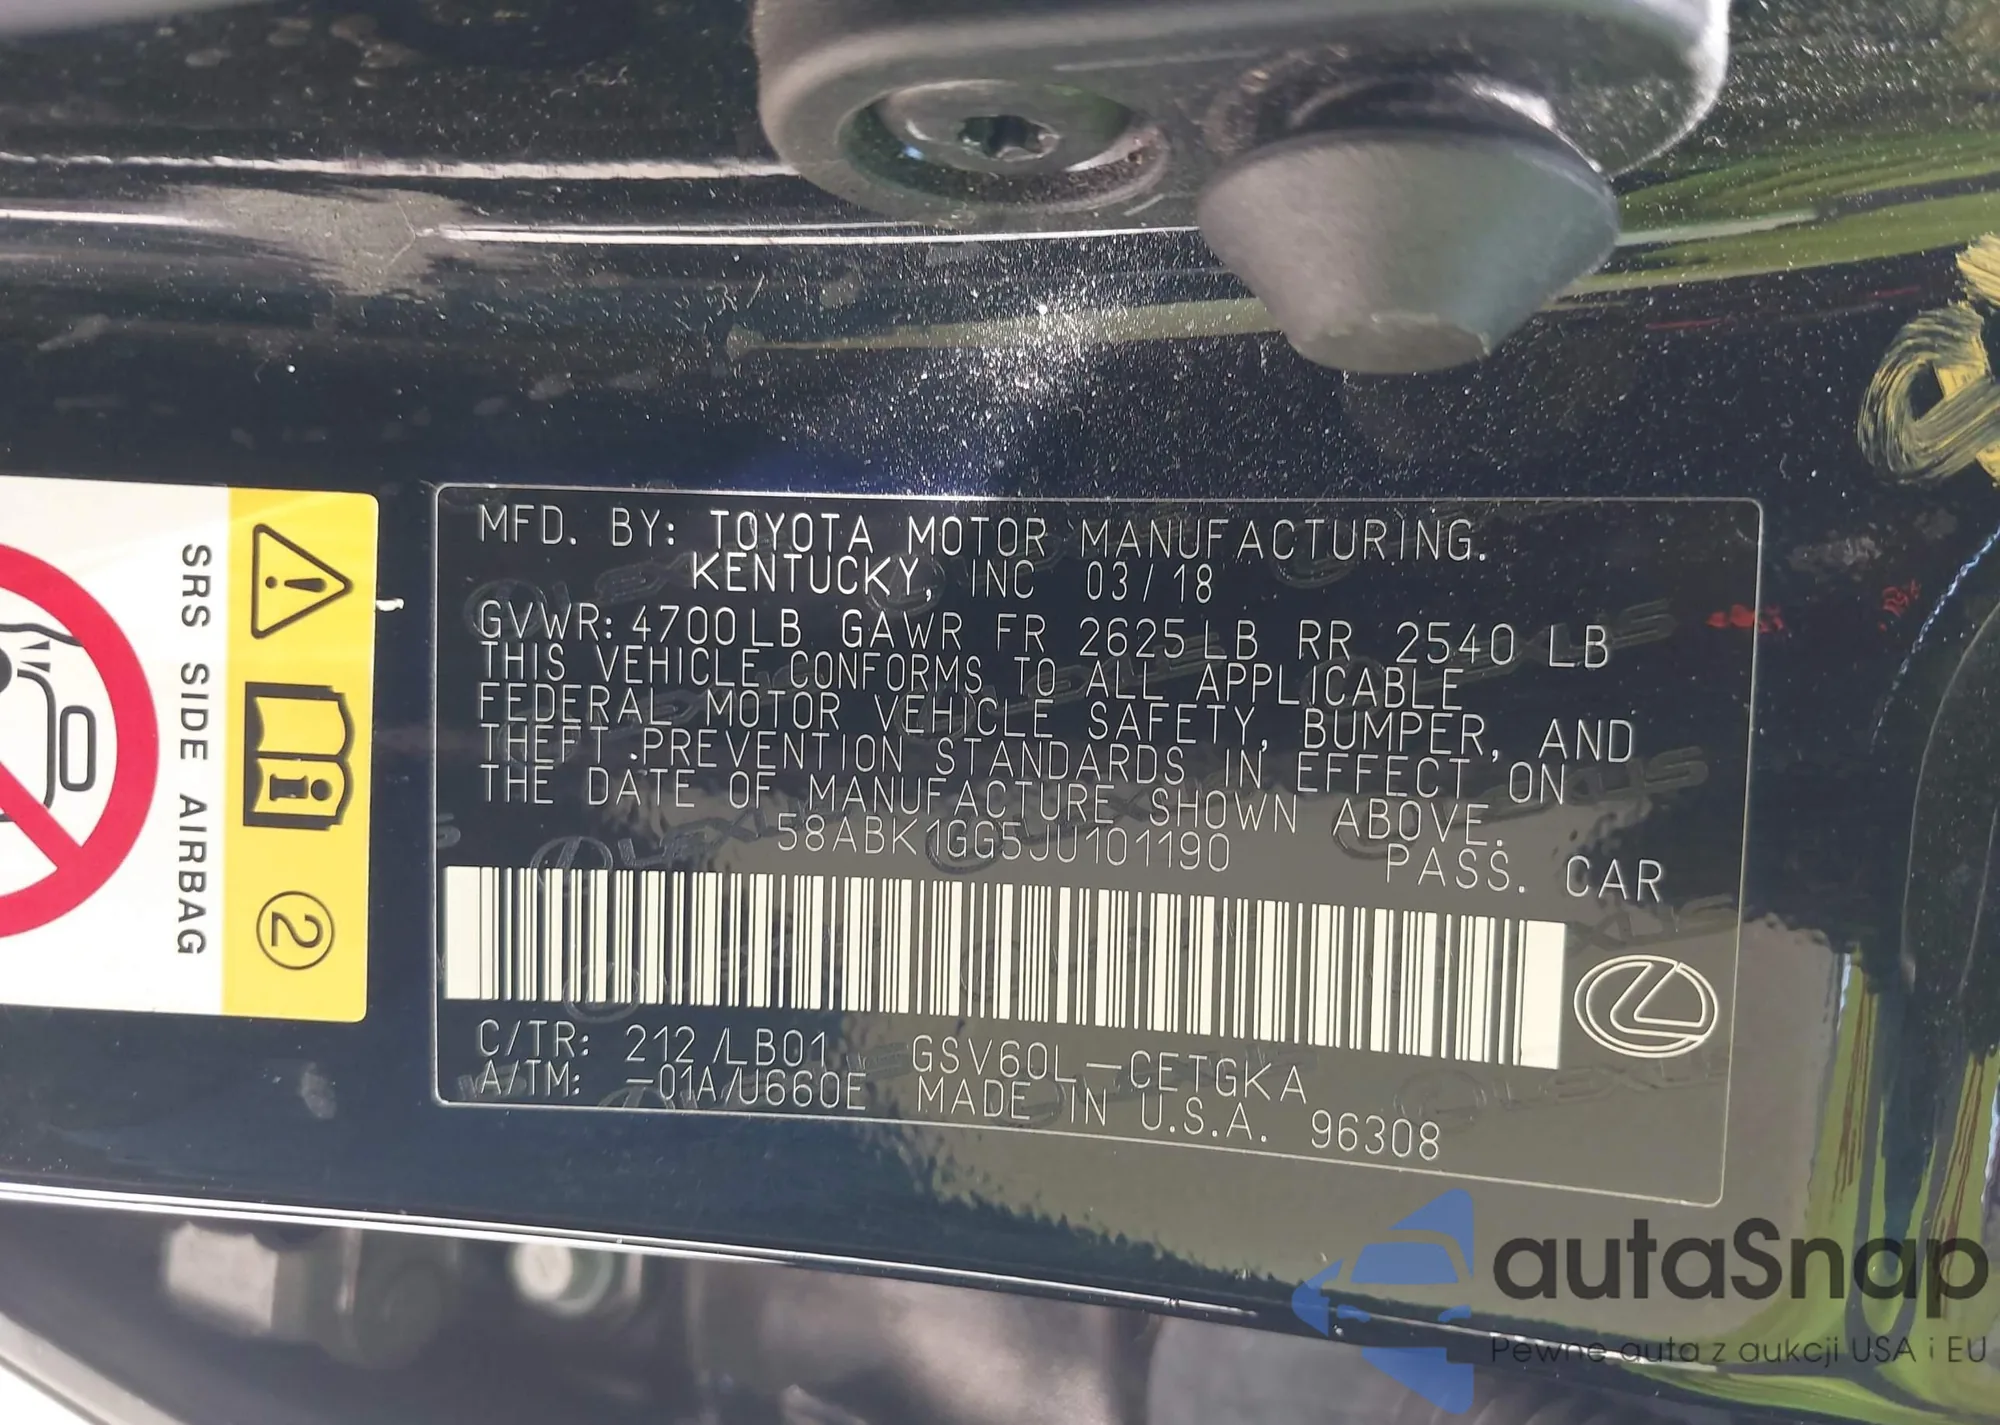 MFD. BY: TOYOTA MOTOR MANUFACTURING.
KENTUCKY, INC 03/18
GVWR: 4700LB GAWR FR 2625LB RR 2540 LB
THIS VEHICLE CONFORMS TO ALL APPLICABLE
FEDERAL MOTOR VEHICLE SAFETY, BUMPER, AND
THEFT PREVENTION STANDARDS IN EFFECT ON
THE DATE OF MANUFACTURE SHOWN ABOVE.
58ABK1GG5JU101190 PASS. CAR
C/TR: 212/LB01 GSV60L-CETGKA
A/TM: -01A/U660E MADE IN U.S.A. 96308
SRS SIDE AIRBAG
2
autaSnap
Pewne auta z aukcji USA i EU